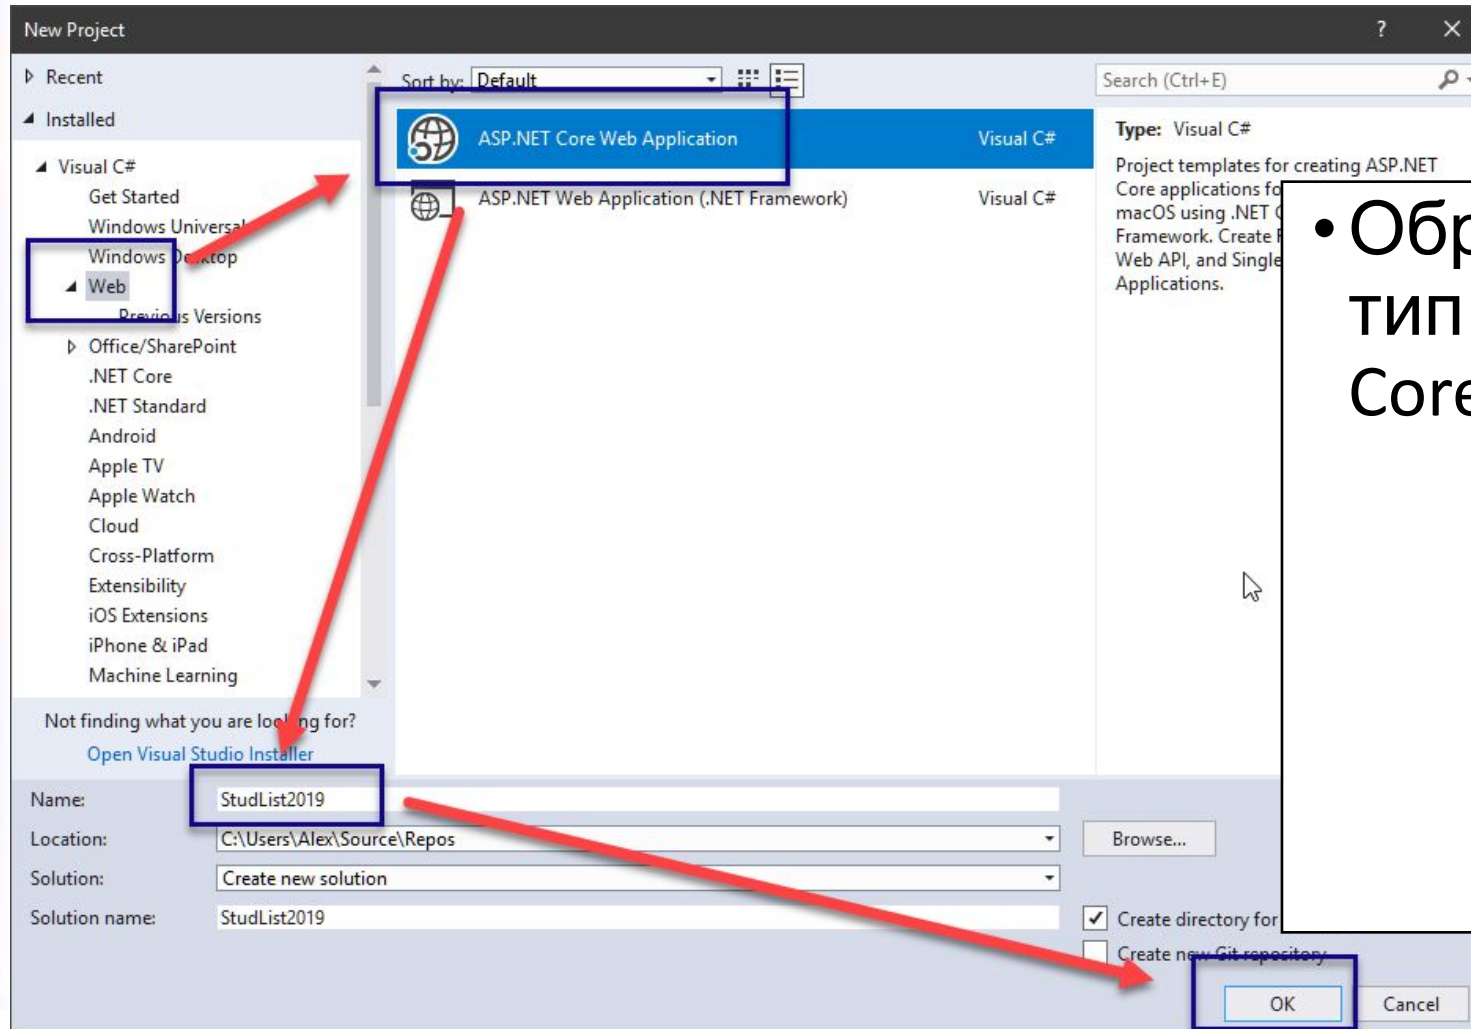 New Project
Recent
Installed
Visual C#
Get Started
Windows Universal
Windows Desktop
Web
Previous Versions
Office/SharePoint
.NET Core
.NET Standard
Android
Apple TV
Apple Watch
Cloud
Cross-Platform
Extensibility
iOS Extensions
iPhone & iPad
Machine Learning
Not finding what you are looking for?
Open Visual Studio Installer
Sort by: Default
ASP.NET Core Web Application Visual C#
ASP.NET Web Application (.NET Framework) Visual C#
Search (Ctrl+E)
Type: Visual C#
Project templates for creating ASP.NET
Core applications
macOS using .NET
Framework. Create
Web API, and Single
Applications.
• 
тип
Name: StudList2019
Location: C:\Users\Alex\Source\Repos
Browse...
Solution: Create new solution
Solution name: StudList2019
Create directory for
Create new Git repository
OK Cancel